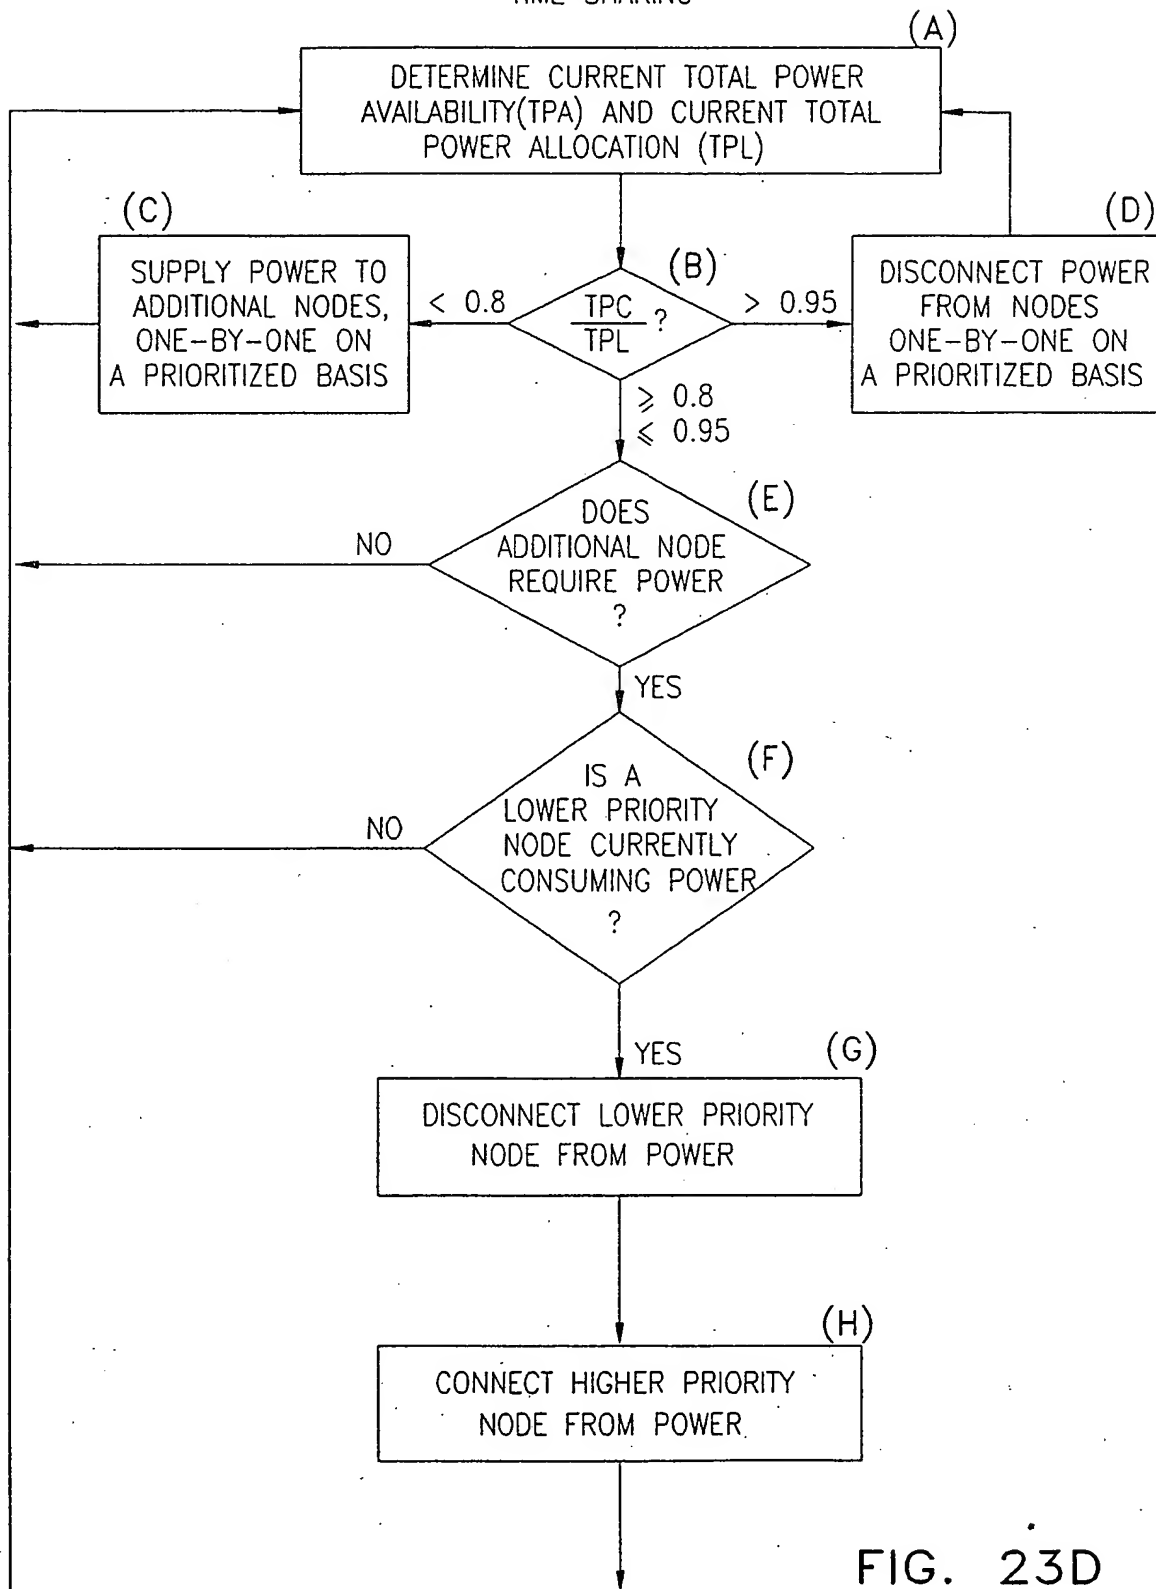 TIME SHARING
(A)
DETERMINE CURRENT TOTAL POWER
AVAILABILITY(TPA) AND CURRENT TOTAL
POWER ALLOCATION (TPL)
(C)
SUPPLY POWER TO
ADDITIONAL NODES,
ONE-BY-ONE ON
A PRIORITIZED BASIS
(B)
< 0.8
TPC
TPL
?
> 0.95
(D)
DISCONNECT POWER
FROM NODES
ONE-BY-ONE ON
A PRIORITIZED BASIS
⩾ 0.8
⩽ 0.95
(E)
DOES
ADDITIONAL NODE
REQUIRE POWER
?
NO
YES
(F)
IS A
LOWER PRIORITY
NODE CURRENTLY
CONSUMING POWER
?
NO
YES
(G)
DISCONNECT LOWER PRIORITY
NODE FROM POWER
(H)
CONNECT HIGHER PRIORITY
NODE FROM POWER
FIG. 23D